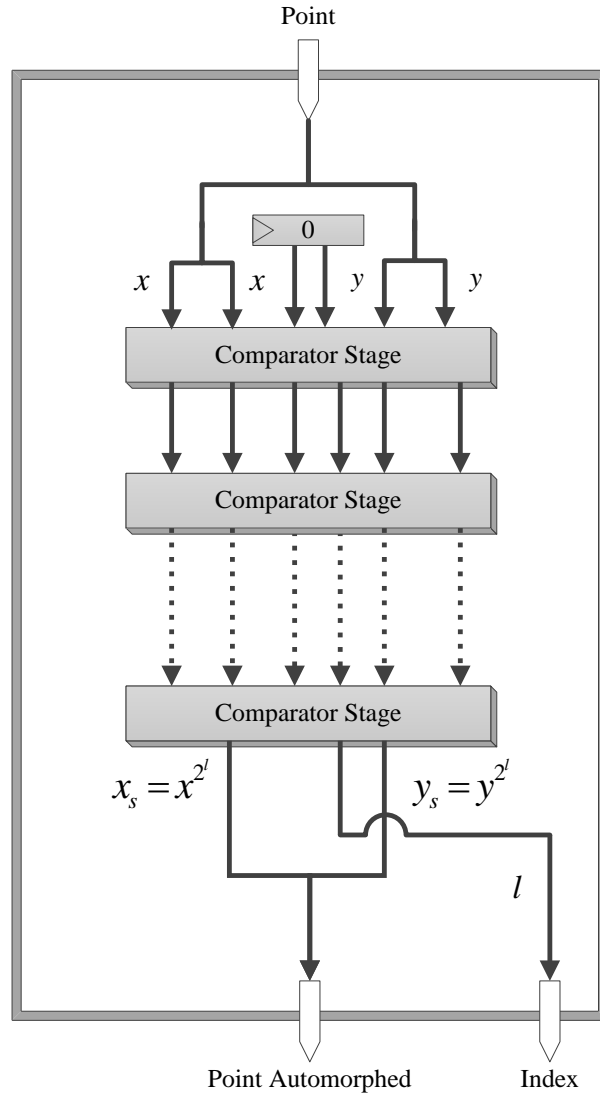 Point
0
x x y y
Comparator Stage
Comparator Stage
Comparator Stage
x_s = x^{2^l} y_s = y^{2^l}
l
Point Automorphed Index